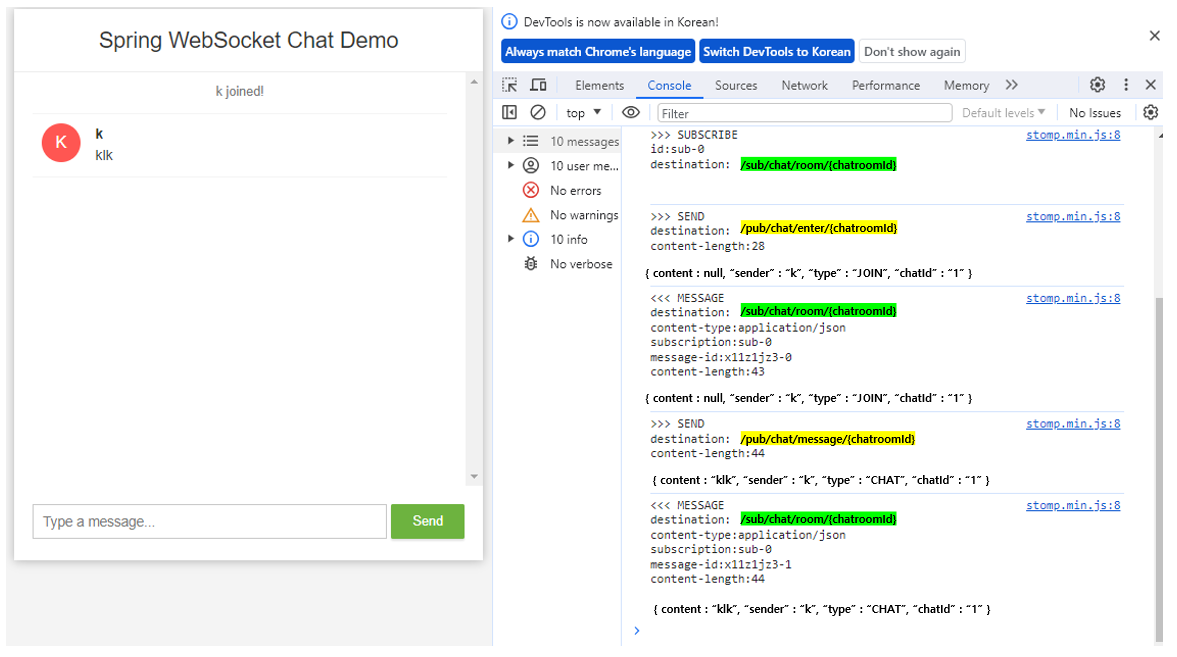 Spring WebSocket Chat Demo
k joined!
K
k
klk
Type a message...
Send
DevTools is now available in Korean!
Always match Chrome's language
Switch DevTools to Korean
Don't show again
Elements
Console
Sources
Network
Performance
Memory
top
Filter
Default levels
No Issues
10 messages
10 user me...
No errors
No warnings
10 info
No verbose
>>> SUBSCRIBE
stomp.min.js:8
id:sub-0
destination: /sub/chat/room/{chatroomId}
>>> SEND
stomp.min.js:8
destination: /pub/chat/enter/{chatroomId}
content-length:28
{ content : null, “sender” : “k”, “type” : “JOIN”, “chatId” : “1” }
<<< MESSAGE
stomp.min.js:8
destination: /sub/chat/room/{chatroomId}
content-type:application/json
subscription:sub-0
message-id:x11z1jz3-0
content-length:43
{ content : null, “sender” : “k”, “type” : “JOIN”, “chatId” : “1” }
>>> SEND
stomp.min.js:8
destination: /pub/chat/message/{chatroomId}
content-length:44
{ content : “klk”, “sender” : “k”, “type” : “CHAT”, “chatId” : “1” }
<<< MESSAGE
stomp.min.js:8
destination: /sub/chat/room/{chatroomId}
content-type:application/json
subscription:sub-0
message-id:x11z1jz3-1
content-length:44
{ content : “klk”, “sender” : “k”, “type” : “CHAT”, “chatId” : “1” }